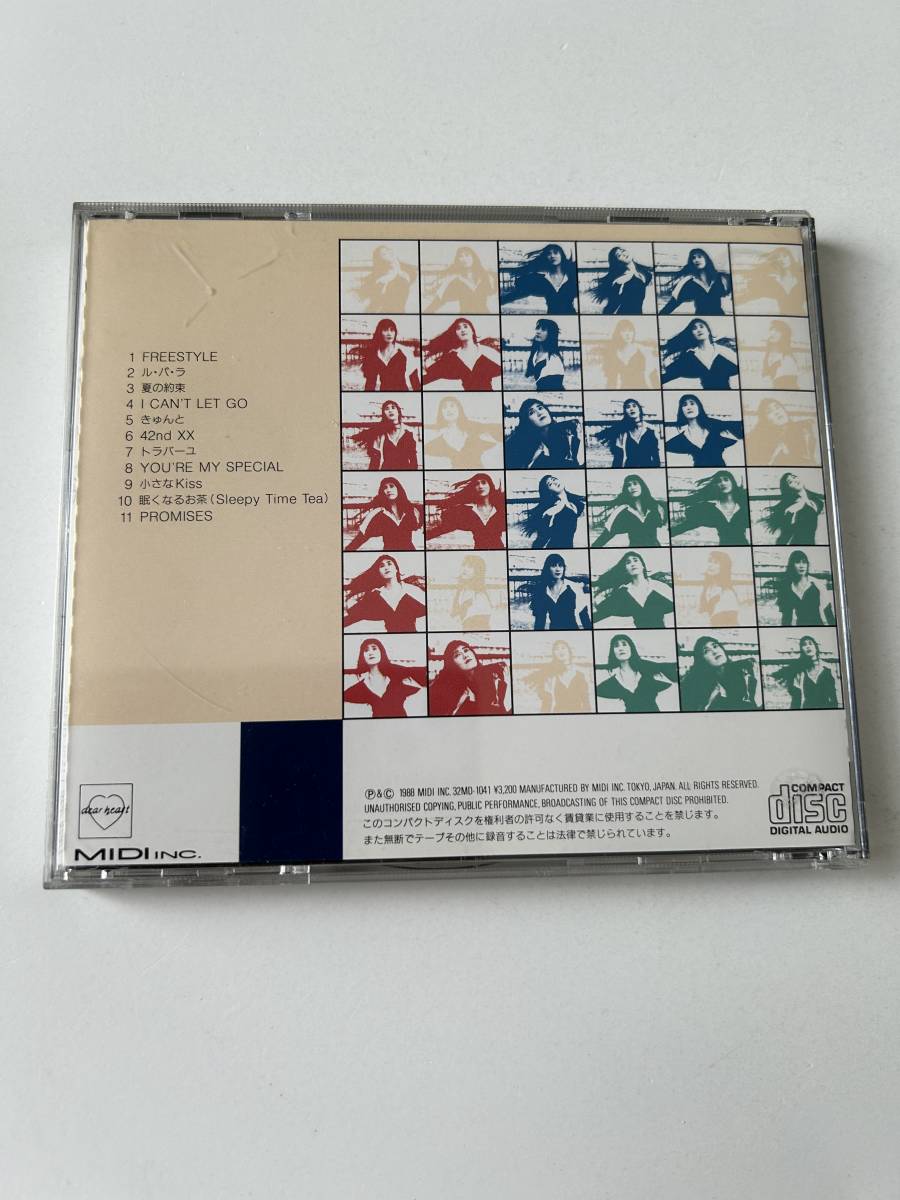 1 FREESTYLE
2 ル・パ・ラ
3 夏の約束
4 I CAN'T LET GO
5 きゅんと
6 42nd XX
7 トラバーユ
8 YOU'RE MY SPECIAL
9 小さなKiss
10 眠くなるお茶(Sleepy Time Tea)
11 PROMISES
dear heart
MIDI INC.
℗&© 1988 MIDI INC. 32MD-1041 ¥3,200 MANUFACTURED BY MIDI INC. TOKYO, JAPAN. ALL RIGHTS RESERVED.
UNAUTHORISED COPYING, PUBLIC PERFORMANCE, BROADCASTING OF THIS COMPACT DISC PROHIBITED.
このコンパクトディスクを権利者の許可なく賃貸業に使用することを禁じます。
また無断でテープその他に録音することは法律で禁じられています。
COMPACT
disc
DIGITAL AUDIO